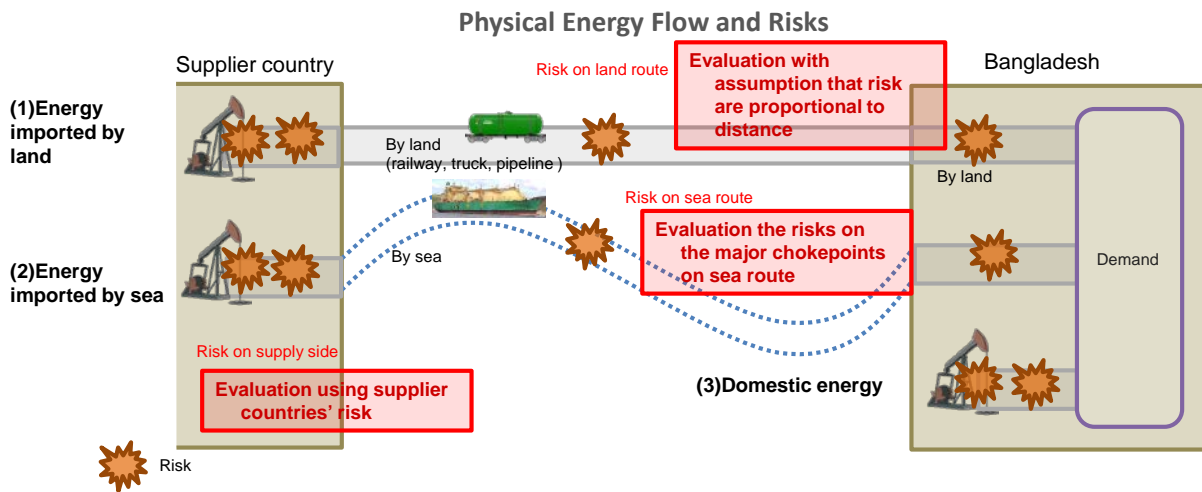 Physical Energy Flow and Risks
Supplier country
Risk on land route
Evaluation with
assumption that risk
are proportional to
distance
Bangladesh
(1)Energy
imported by
land
By land
(railway, truck, pipeline )
By land
Risk on sea route
Evaluation the risks on
the major chokepoints
on sea route
By sea
(2)Energy
imported by sea
Demand
Risk on supply side
Evaluation using supplier
countries’ risk
(3)Domestic energy
Risk